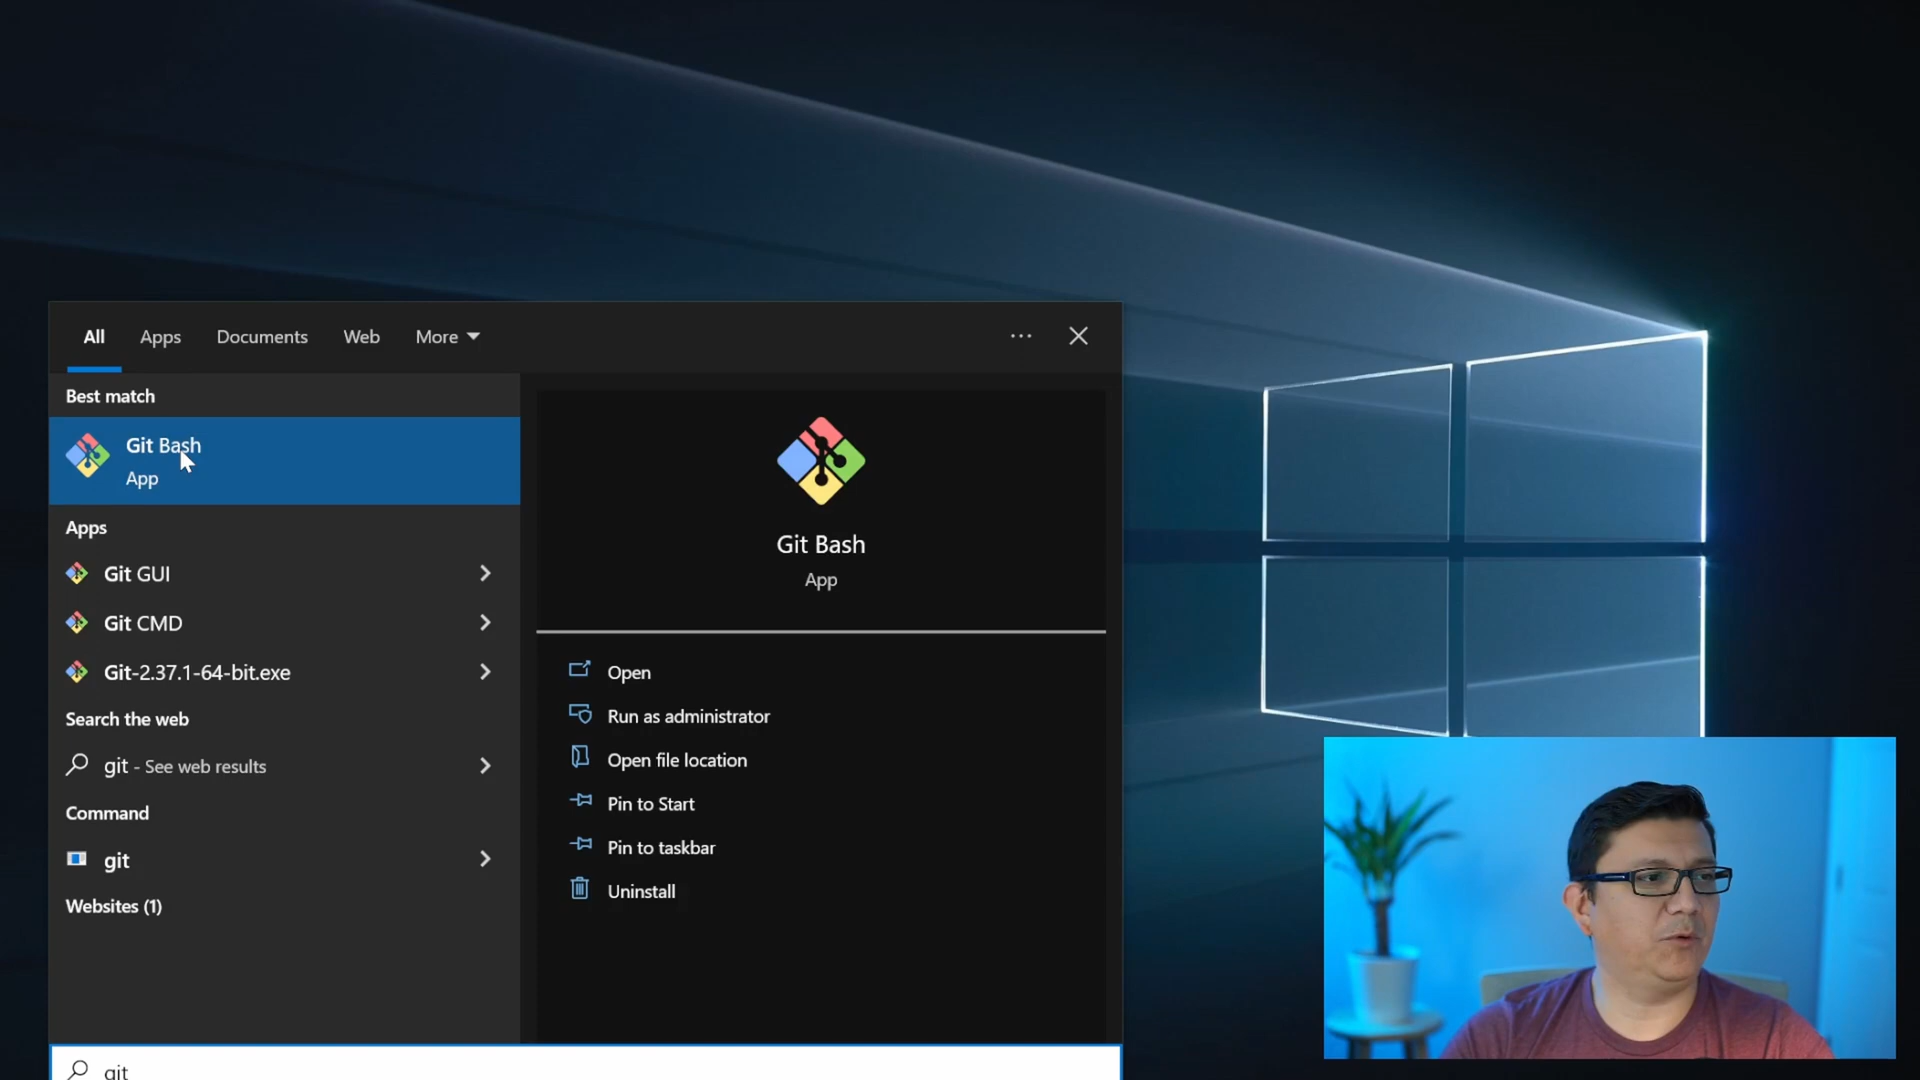 All Apps Documents Web More
Best match
Git Bash
App
Apps
Git GUI
Git CMD
Git-2.37.1-64-bit.exe
Search the web
git - See web results
Command
git
Websites (1)
Git Bash
App
Open
Run as administrator
Open file location
Pin to Start
Pin to taskbar
Uninstall
git